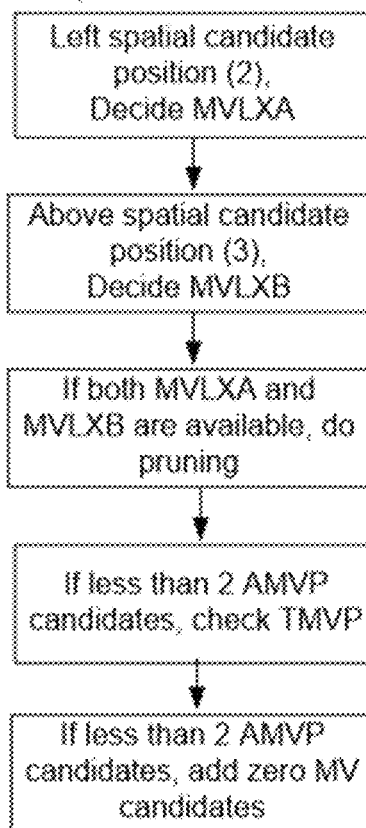 Left spatial candidate
position (2),
Decide MVLXA
Above spatial candidate
position (3),
Decide MVLXB
If both MVLXA and
MVLXB are available, do
pruning
If less than 2 AMVP
candidates, check TMVP
If less than 2 AMVP
candidates, add zero MV
candidates